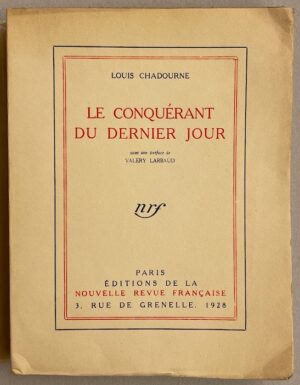 LOUIS CHADOURNE
LE CONQUÉRANT
DU DERNIER JOUR
avec une préface de
VALERY LARBAUD
nrf
PARIS
ÉDITIONS DE LA
NOUVELLE REVUE FRANÇAISE
3, RUE DE GRENELLE. 1928